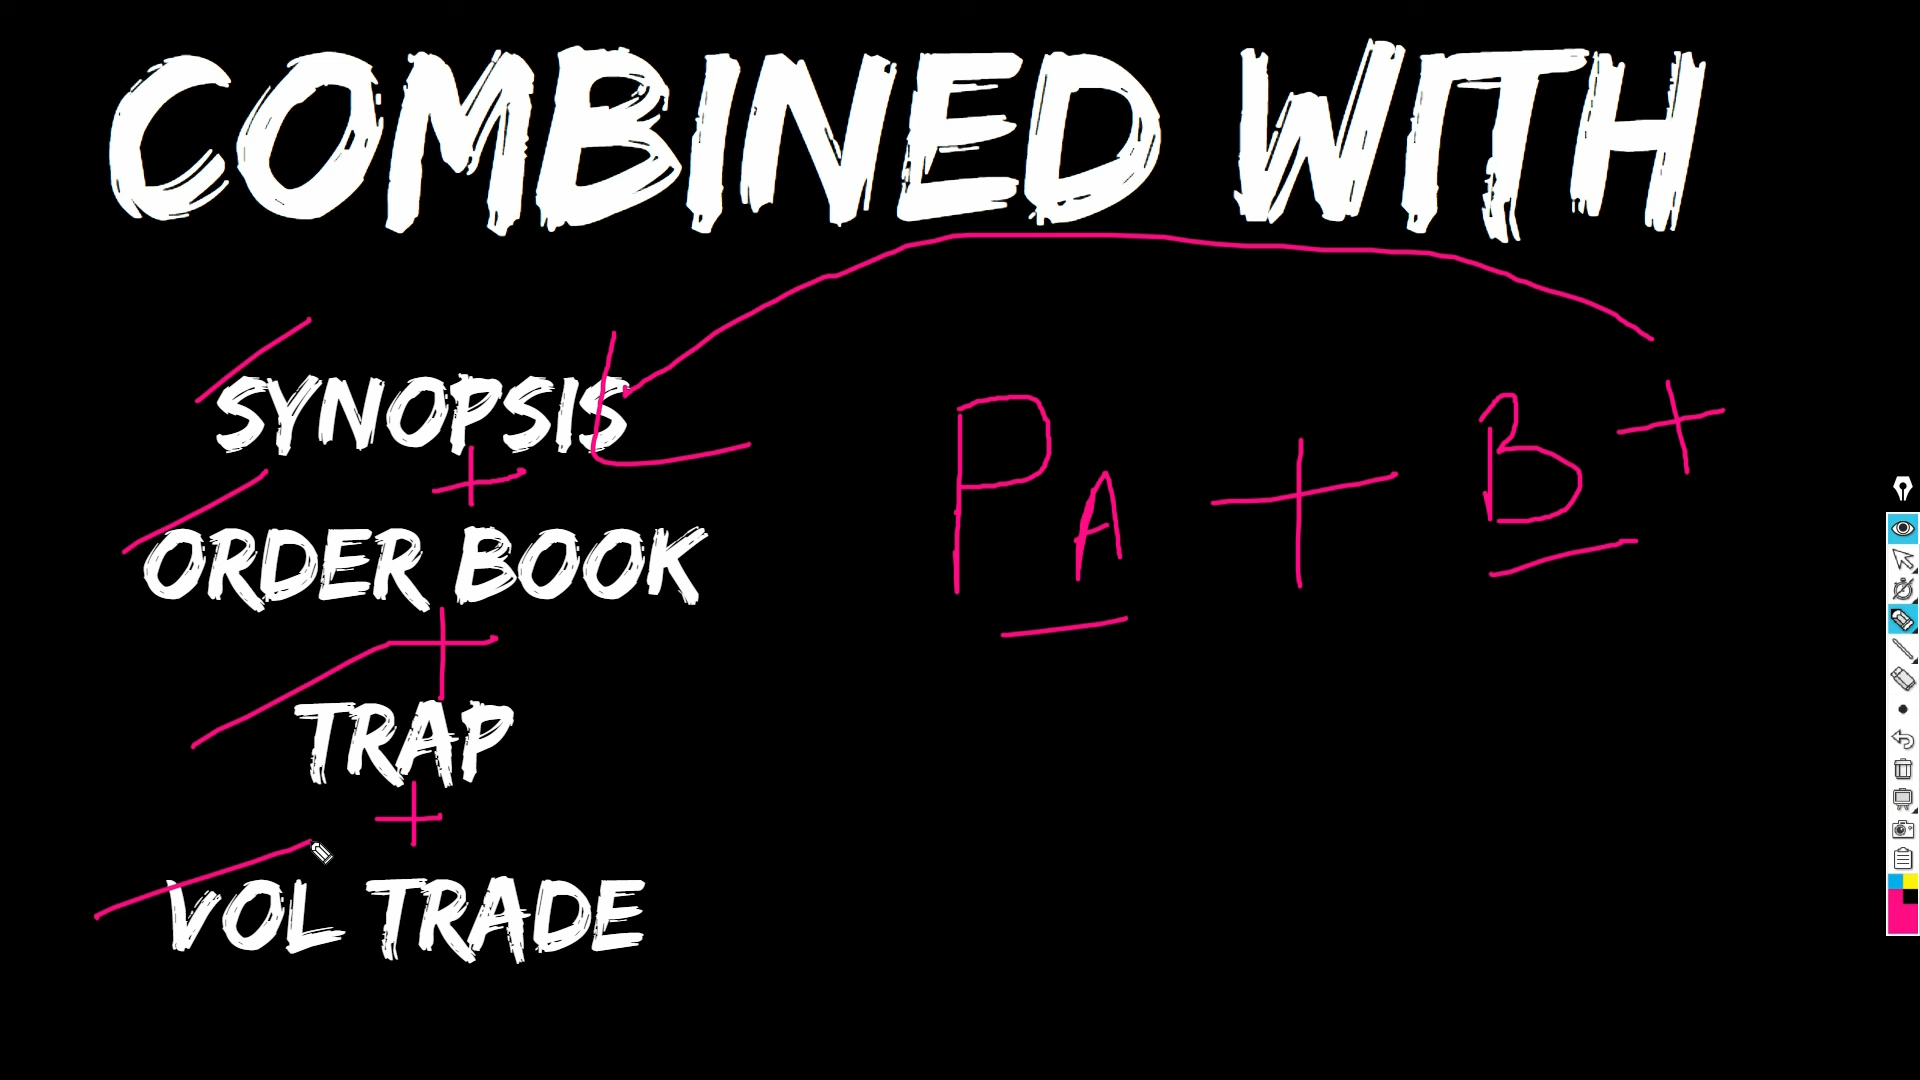 COMBINED WITH
SYNOPSIS
+
ORDER BOOK
+
TRAP
+
VOL TRADE
PA + B +